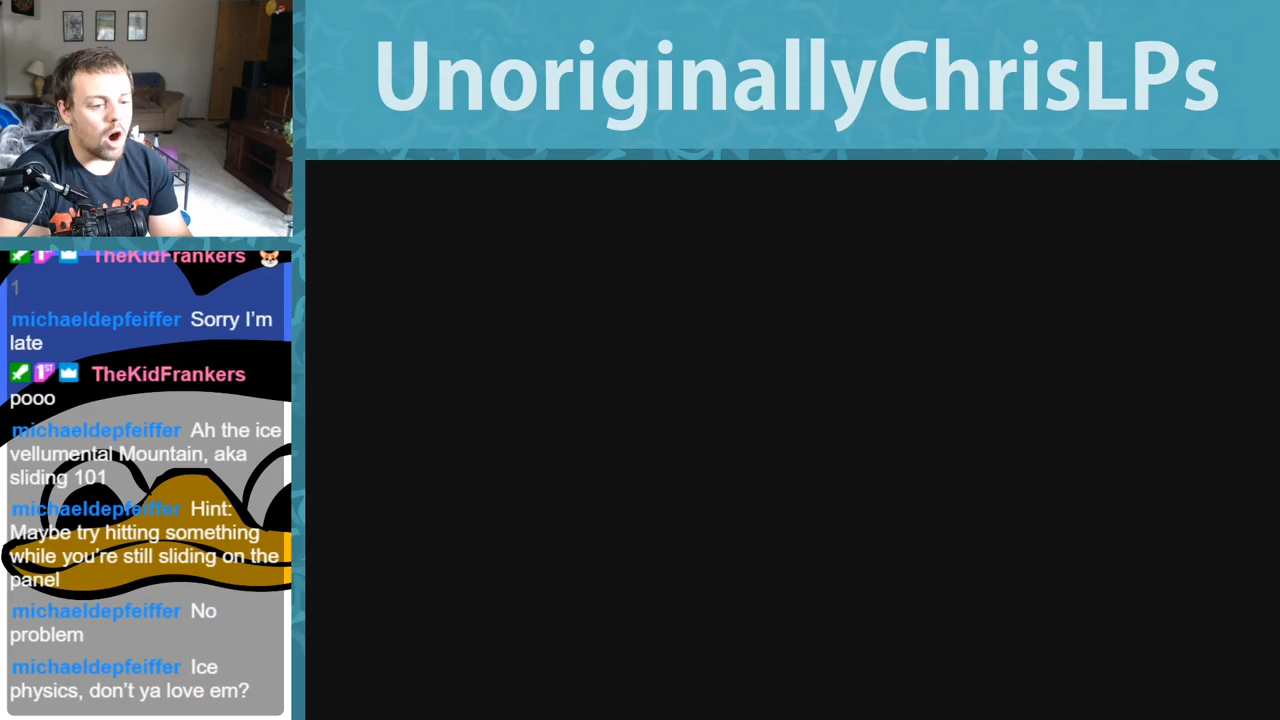 UnoriginallyChrisLPs
TheKidFrankers
1
michaeldepfeiffer Sorry I'm
late
1ST TheKidFrankers
pooo
michaeldepfeiffer Ah the ice
vellumental Mountain, aka
sliding 101
michaeldepfeiffer Hint:
Maybe try hitting something
while you're still sliding on the
panel
michaeldepfeiffer No
problem
michaeldepfeiffer Ice
physics, don't ya love em?